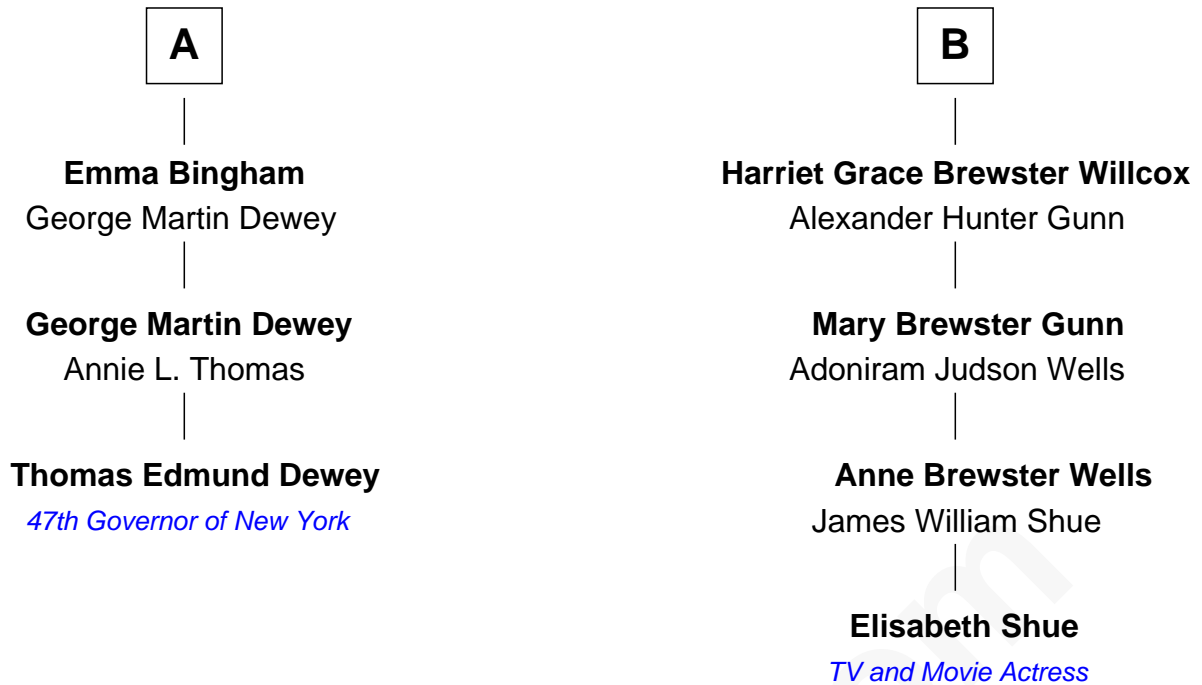 A
Emma Bingham
George Martin Dewey
George Martin Dewey
Annie L. Thomas
Thomas Edmund Dewey
47th Governor of New York
B
Harriet Grace Brewster Willcox
Alexander Hunter Gunn
Mary Brewster Gunn
Adoniram Judson Wells
Anne Brewster Wells
James William Shue
Elisabeth Shue
TV and Movie Actress